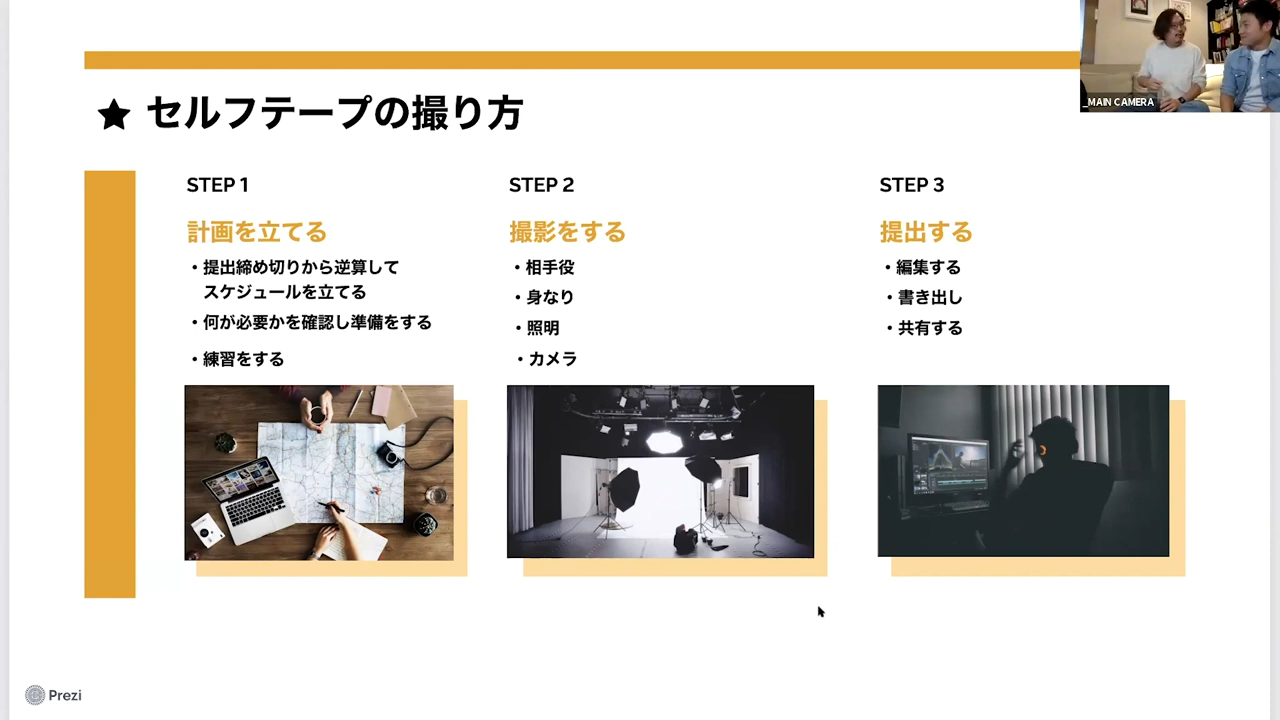 _MAIN CAMERA
★ セルフテープの撮り方
STEP 1
計画を立てる
・提出締め切りから逆算して
スケジュールを立てる
・何が必要かを確認し準備をする
・練習をする
STEP 2
撮影をする
・相手役
・身なり
・照明
・カメラ
STEP 3
提出する
・編集する
・書き出し
・共有する
Prezi